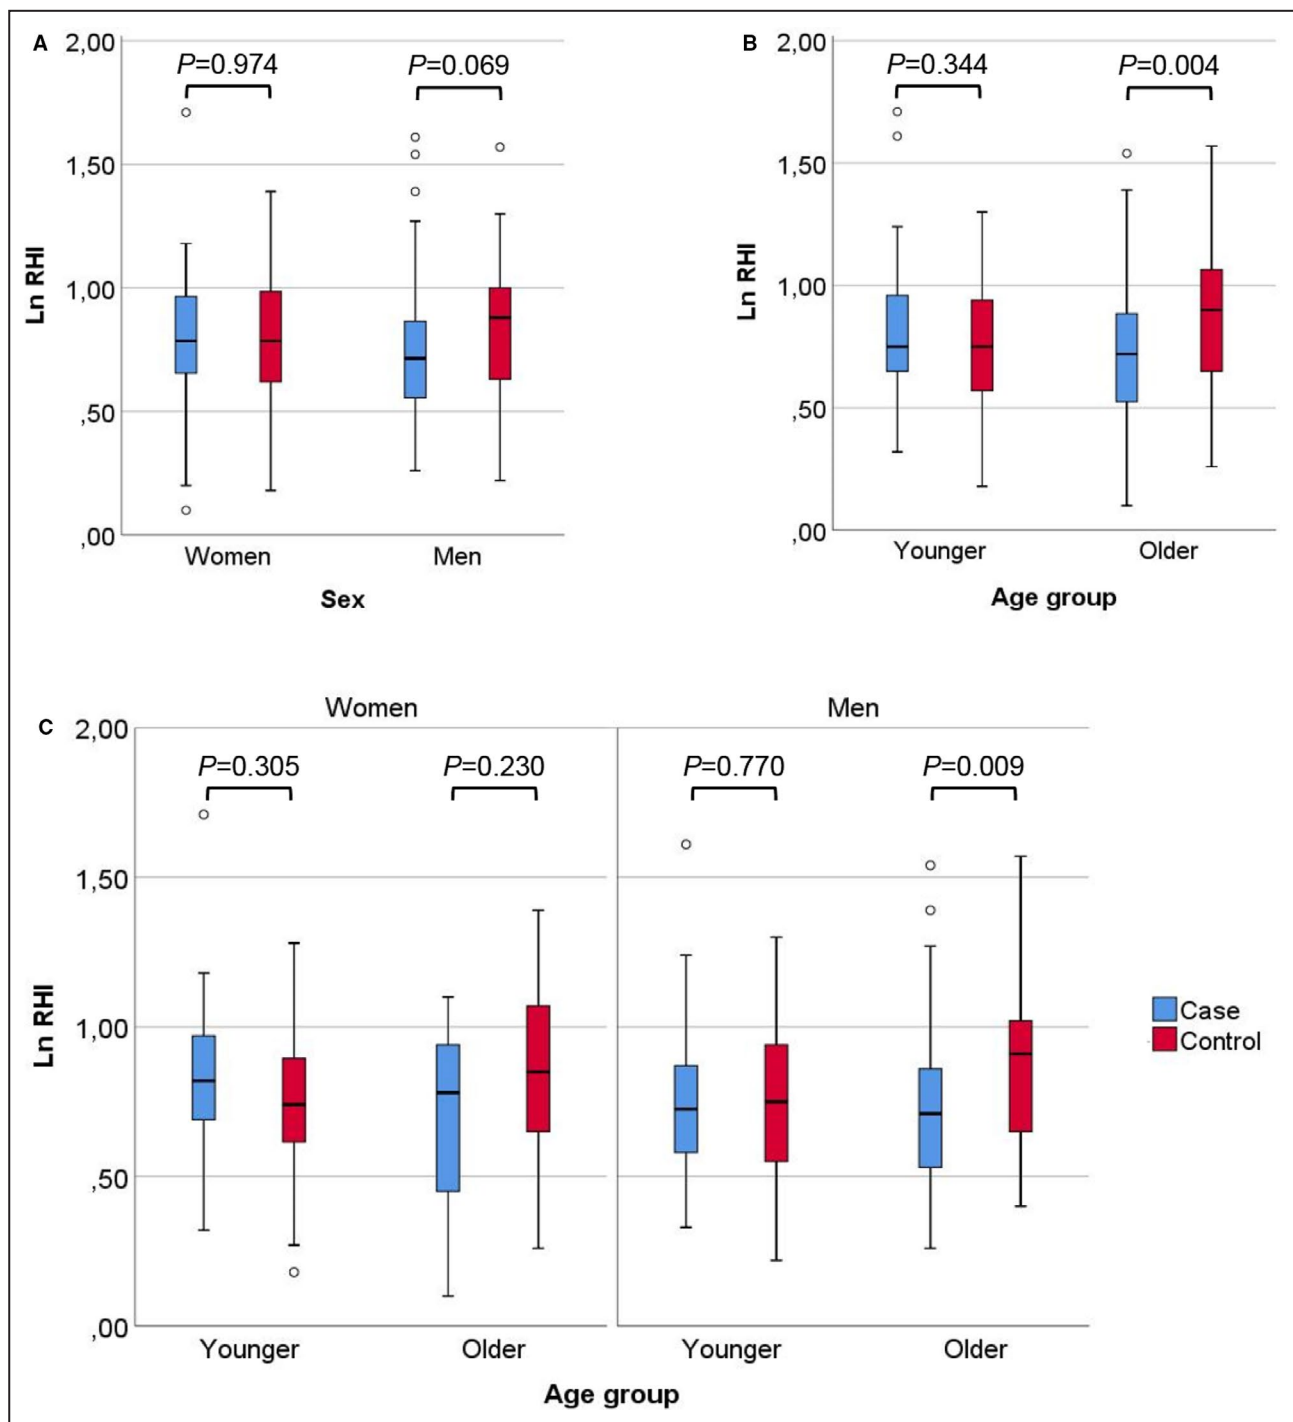 A
2,00
1,50
1,00
,50
,00
Ln RHI
P=0.974
P=0.069
Women
Men
Sex
B
2,00
1,50
1,00
,50
,00
Ln RHI
P=0.344
P=0.004
Younger
Older
Age group
C
Women
Men
2,00
1,50
1,00
,50
,00
Ln RHI
P=0.305
P=0.230
P=0.770
P=0.009
Younger
Older
Younger
Older
Age group
Case
Control